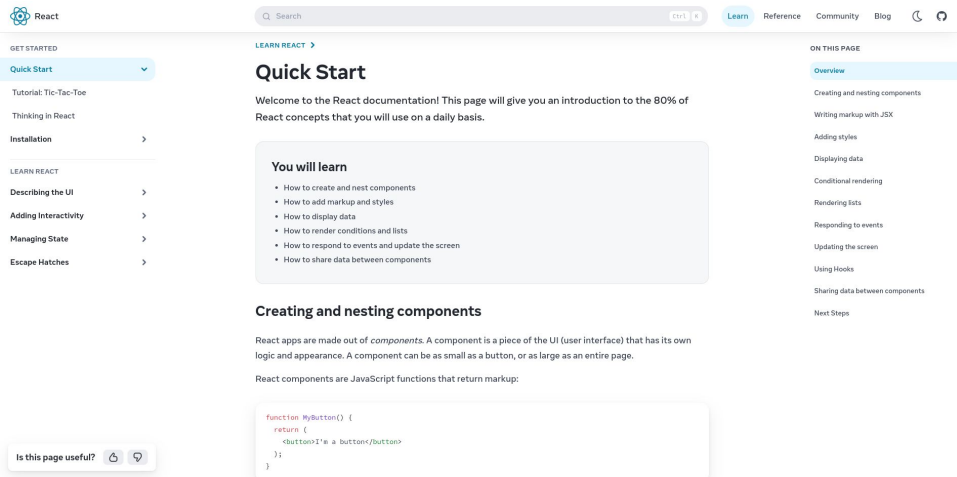 React
Search
Ctrl K
Learn
Reference
Community
Blog
GET STARTED
Quick Start
Tutorial: Tic-Tac-Toe
Thinking in React
Installation
LEARN REACT
Describing the UI
Adding Interactivity
Managing State
Escape Hatches
Is this page useful?
LEARN REACT
Quick Start
Welcome to the React documentation! This page will give you an introduction to the 80% of
React concepts that you will use on a daily basis.
You will learn
• How to create and nest components
• How to add markup and styles
• How to display data
• How to render conditions and lists
• How to respond to events and update the screen
• How to share data between components
Creating and nesting components
React apps are made out of components. A component is a piece of the UI (user interface) that has its own
logic and appearance. A component can be as small as a button, or as large as an entire page.
React components are JavaScript functions that return markup:
function MyButton() {
  return (
    <button>I'm a button</button>
  );
}
ON THIS PAGE
Overview
Creating and nesting components
Writing markup with JSX
Adding styles
Displaying data
Conditional rendering
Rendering lists
Responding to events
Updating the screen
Using Hooks
Sharing data between components
Next Steps